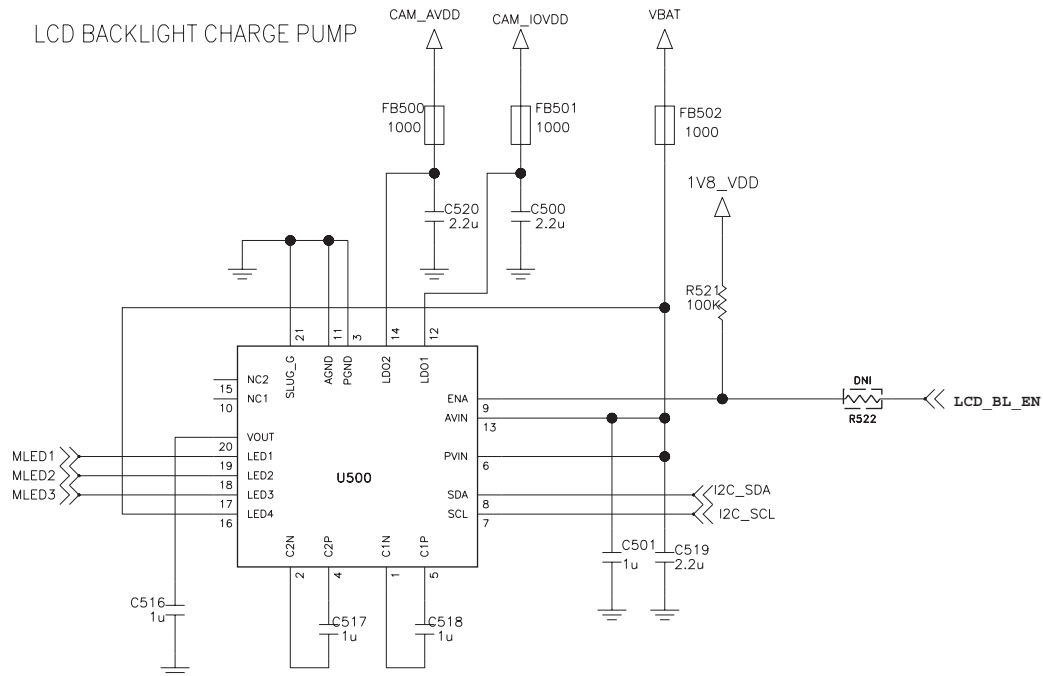 LCD BACKLIGHT CHARGE PUMP
CAM_AVDD
CAM_IOVDD
VBAT
FB500
1000
FB501
1000
FB502
1000
1V8_VDD
C520
2.2u
C500
2.2u
R521
100K
21
11
3
14
12
SLUG_G
AGND
PGND
LDO2
LDO1
NC2
15
NC1
10
VOUT
20
MLED1
LED1
19
MLED2
LED2
18
MLED3
LED3
17
LED4
16
U500
ENA
9
AVIN
13
PVIN
6
SDA
8
SCL
7
DNI
R522
LCD_BL_EN
I2C_SDA
I2C_SCL
C2N
C2P
C1N
C1P
2
4
1
5
C501
1u
C519
2.2u
C516
1u
C517
1u
C518
1u